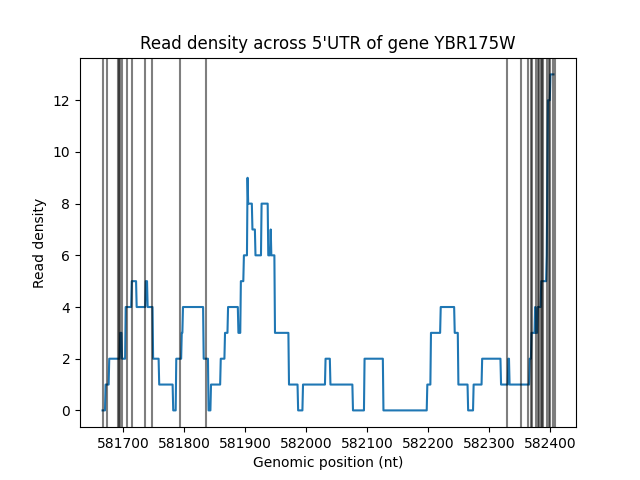 Read density across 5'UTR of gene YBR175W
12
10
8
6
4
2
0
Read density
581700 581800 581900 582000 582100 582200 582300 582400
Genomic position (nt)